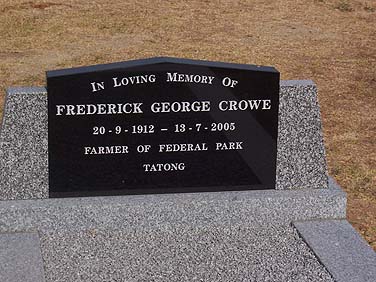 In Loving Memory Of
FREDERICK GEORGE CROWE
20 - 9 - 1912 – 13 - 7 - 2005
FARMER OF FEDERAL PARK
TATONG